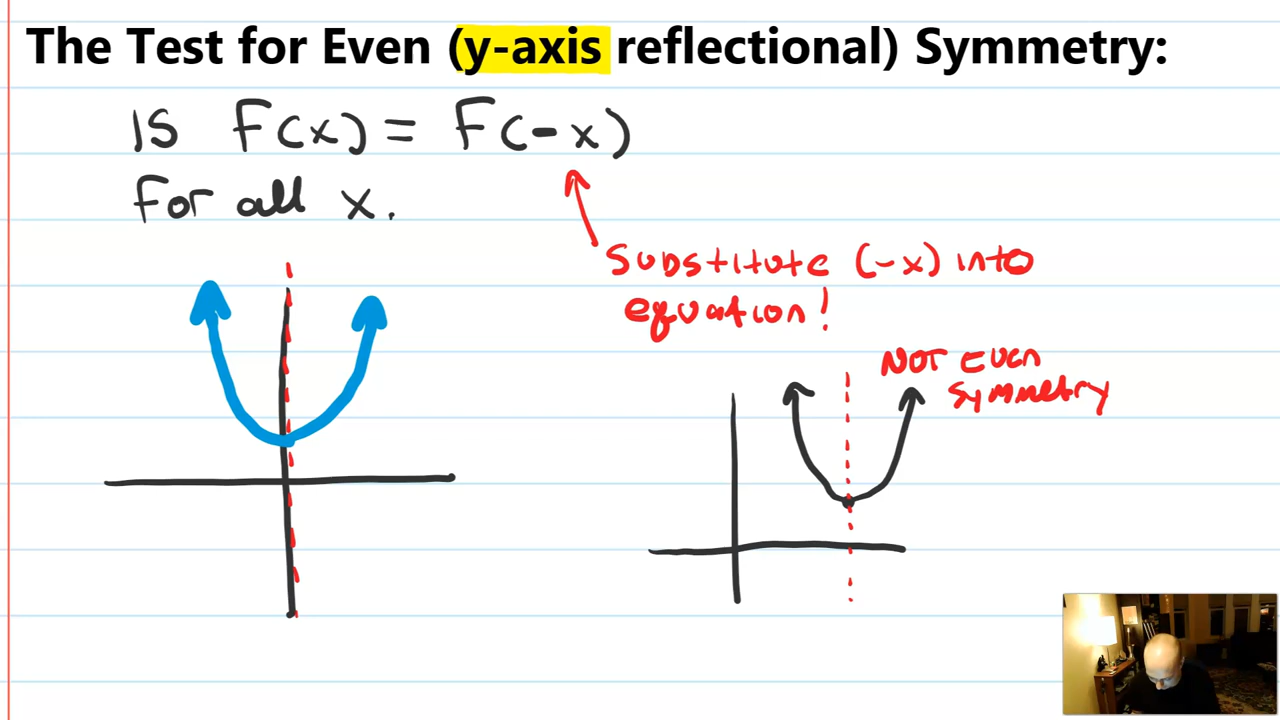 The Test for Even (y-axis reflectional) Symmetry:
IS F(x) = F(-x)
For all x.
Substitute (-x) into
equation!
NOT EVEN
Symmetry